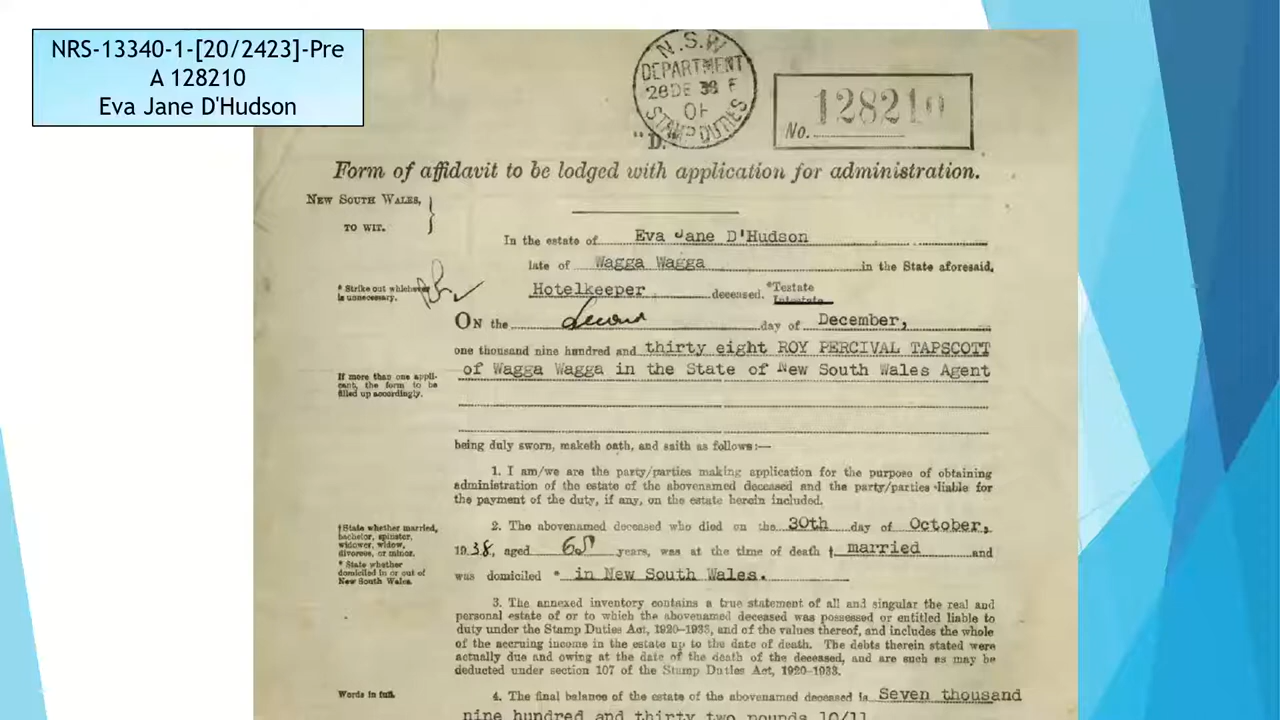 NRS-13340-1-[20/2423]-Pre
A 128210
Eva Jane D'Hudson
N.S.W
DEPARTMENT
28DE 38 F
OF
STAMP DUTIES
No. 128210
"D."
Form of affidavit to be lodged with application for administration.
NEW SOUTH WALES,
TO WIT.
In the estate of Eva Jane D'Hudson
late of Wagga Wagga in the State aforesaid,
* Strike out whichever
is unnecessary.
Hotelkeeper deceased. *Testate
Intestate
ON the second day of December,
one thousand nine hundred and thirty eight ROY PERCIVAL TAPSCOTT
of Wagga Wagga in the State of New South Wales Agent
If more than one appli-
cant, the form to be
filled up accordingly.
being duly sworn, maketh oath, and saith as follows:—
1. I am/we are the party/parties making application for the purpose of obtaining
administration of the estate of the abovenamed deceased and the party/parties liable for
the payment of the duty, if any, on the estate herein included.
† State whether married,
bachelor, spinster,
widower, widow,
divorcee, or minor.
* State whether
domiciled in or out of
New South Wales.
2. The abovenamed deceased who died on the 30th day of October,
1938, aged years, was at the time of death † married and
was domiciled * in New South Wales.
3. The annexed inventory contains a true statement of all and singular the real and
personal estate of or to which the abovenamed deceased was possessed or entitled liable to
duty under the Stamp Duties Act, 1920–1933, and of the values thereof, and includes the whole
of the accruing income in the estate up to the date of death. The debts therein stated were
actually due and owing at the date of the death of the deceased, and are such as may be
deducted under section 107 of the Stamp Duties Act, 1920–1933.
Words in full.
4. The final balance of the estate of the abovenamed deceased is Seven thousand
nine hundred and thirty two pounds 10/11